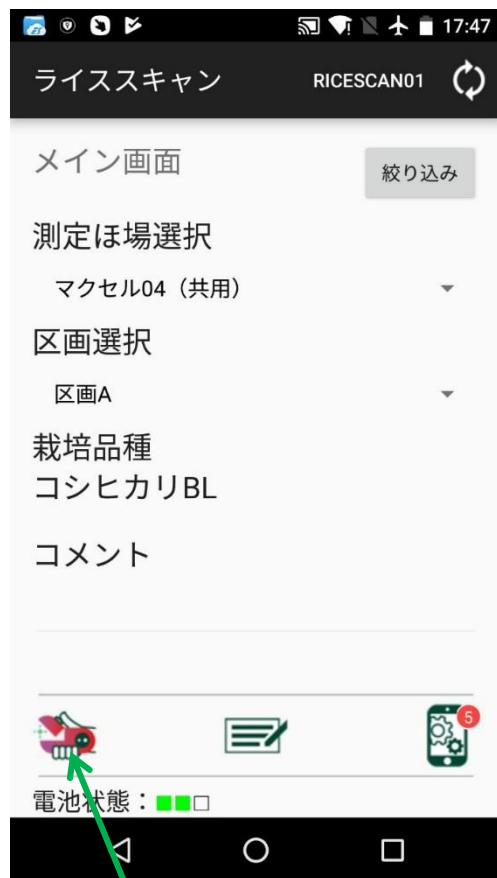 17:47
ライススキャン RICESCAN01
メイン画面 絞り込み
測定ほ場選択
マクセル04（共用）
区画選択
区画A
栽培品種
コシヒカリBL
コメント
5
電池状態：